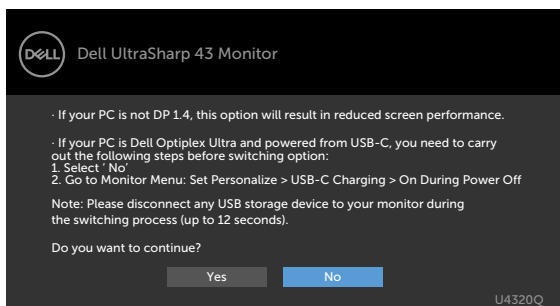 DELL
Dell UltraSharp 43 Monitor
· If your PC is not DP 1.4, this option will result in reduced screen performance.
· If your PC is Dell Optiplex Ultra and powered from USB-C, you need to carry
out the following steps before switching option:
1. Select ‘ No’
2. Go to Monitor Menu: Set Personalize > USB-C Charging > On During Power Off
Note: Please disconnect any USB storage device to your monitor during
the switching process (up to 12 seconds).
Do you want to continue?
Yes
No
U4320Q